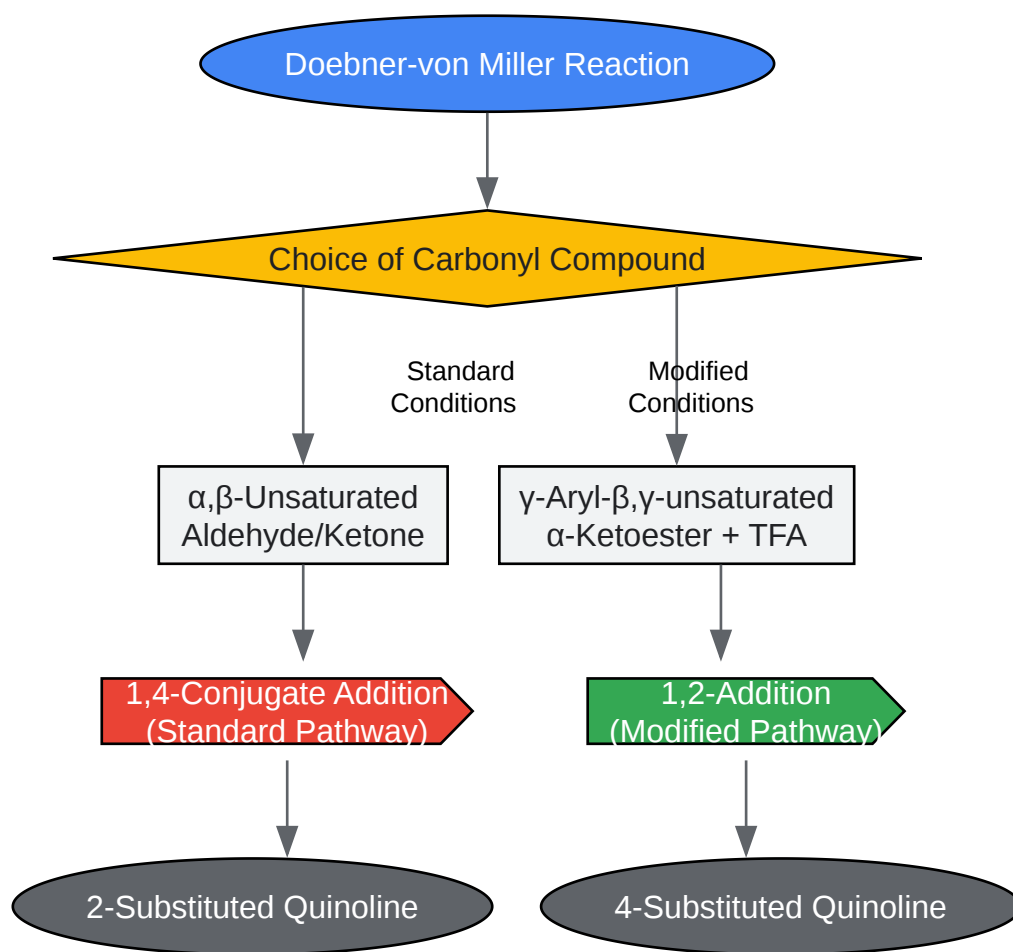 Doebner-von Miller Reaction
Choice of Carbonyl Compound
Standard
Conditions
Modified
Conditions
α,β-Unsaturated
Aldehyde/Ketone
γ-Aryl-β,γ-unsaturated
α-Ketoester + TFA
1,4-Conjugate Addition
(Standard Pathway)
1,2-Addition
(Modified Pathway)
2-Substituted Quinoline
4-Substituted Quinoline